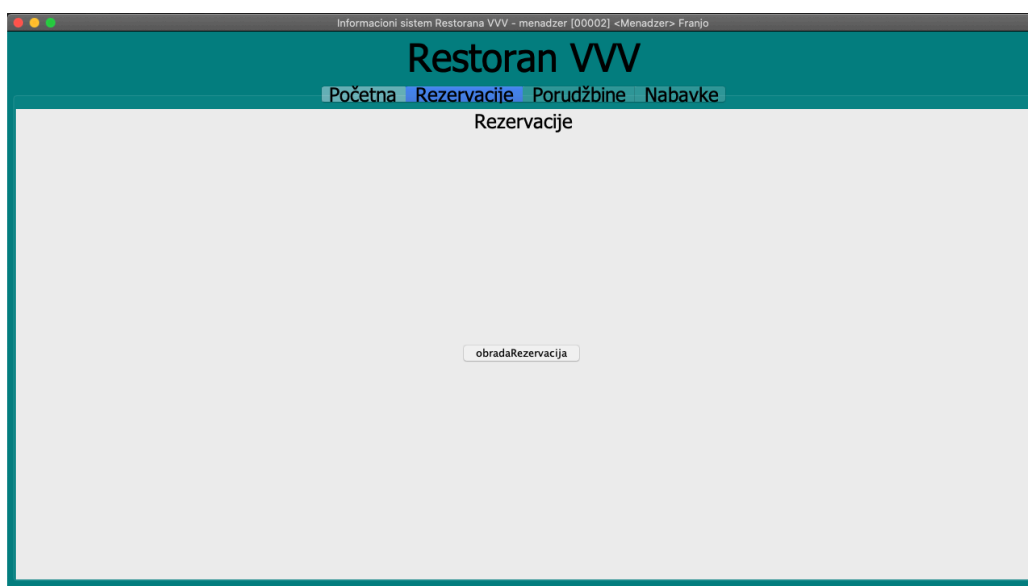 Informacioni sistem Restorana VVV - menadzer [00002] <Menadzer> Franjo
Restoran VVV
Početna Rezervacije Porudžbine Nabavke
Rezervacije
obradaRezervacija